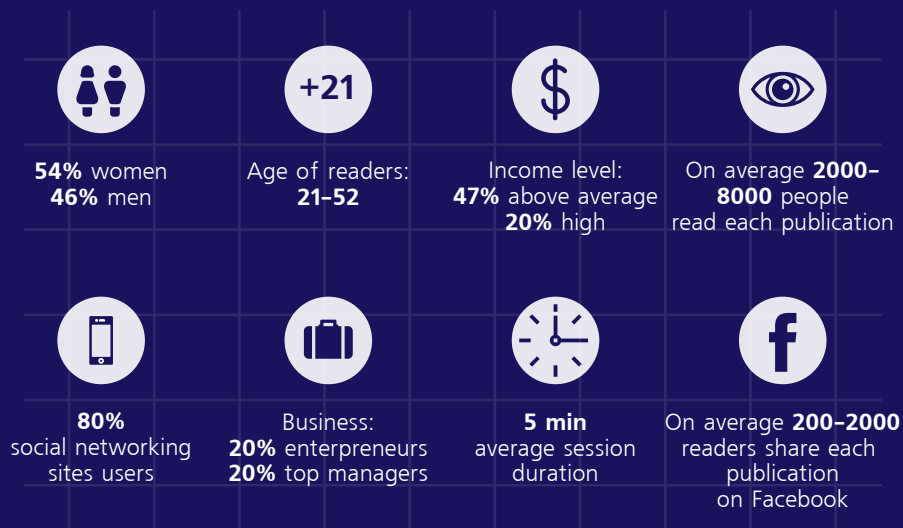 54% women
46% men
+21
Age of readers:
21–52
Income level:
47% above average
20% high
On average 2000–
8000 people
read each publication
80%
social networking
sites users
Business:
20% enterpreneurs
20% top managers
5 min
average session
duration
On average 200–2000
readers share each
publication
on Facebook